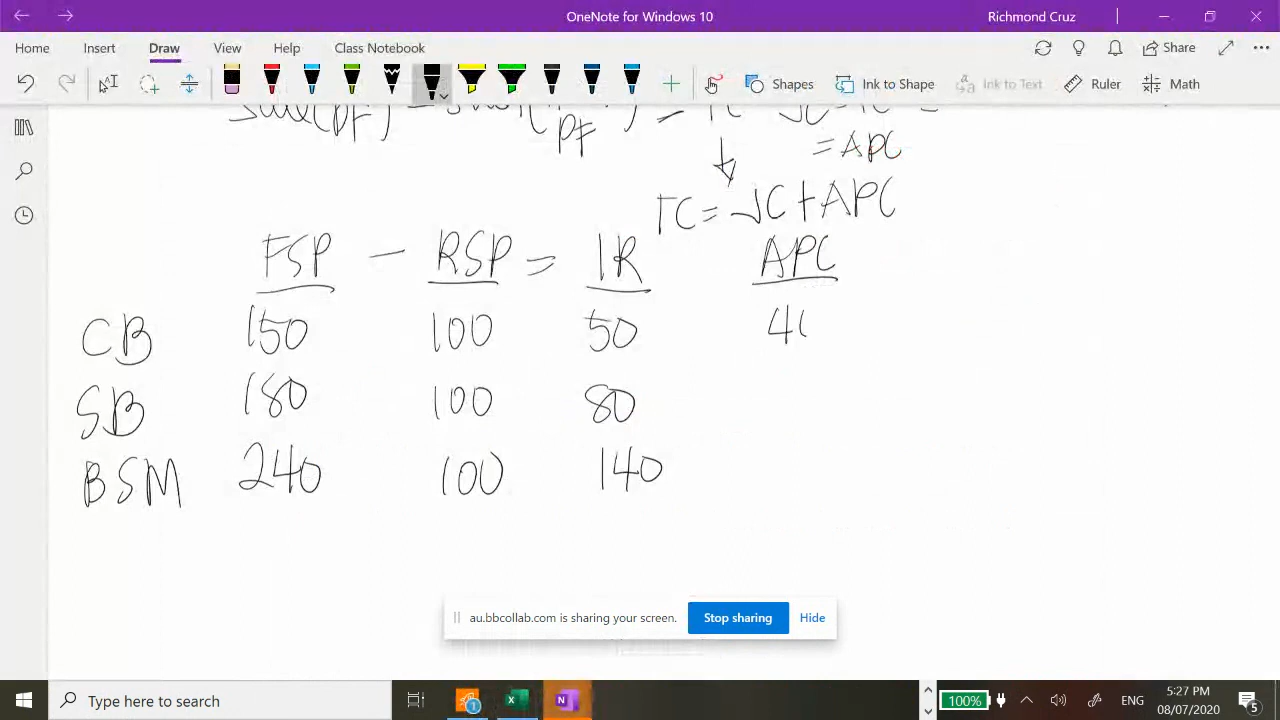 OneNote for Windows 10
Richmond Cruz
Home Insert Draw View Help Class Notebook Share
Shapes Ink to Shape Ink to Text Ruler Math
= APC
TC = JC + APC
FSP - RSP = IR APC
CB 150 100 50 4
SB 180 100 80
BSM 240 100 140
au.bbcollab.com is sharing your screen. Stop sharing Hide
Type here to search
100% ENG 5:27 PM
08/07/2020 5